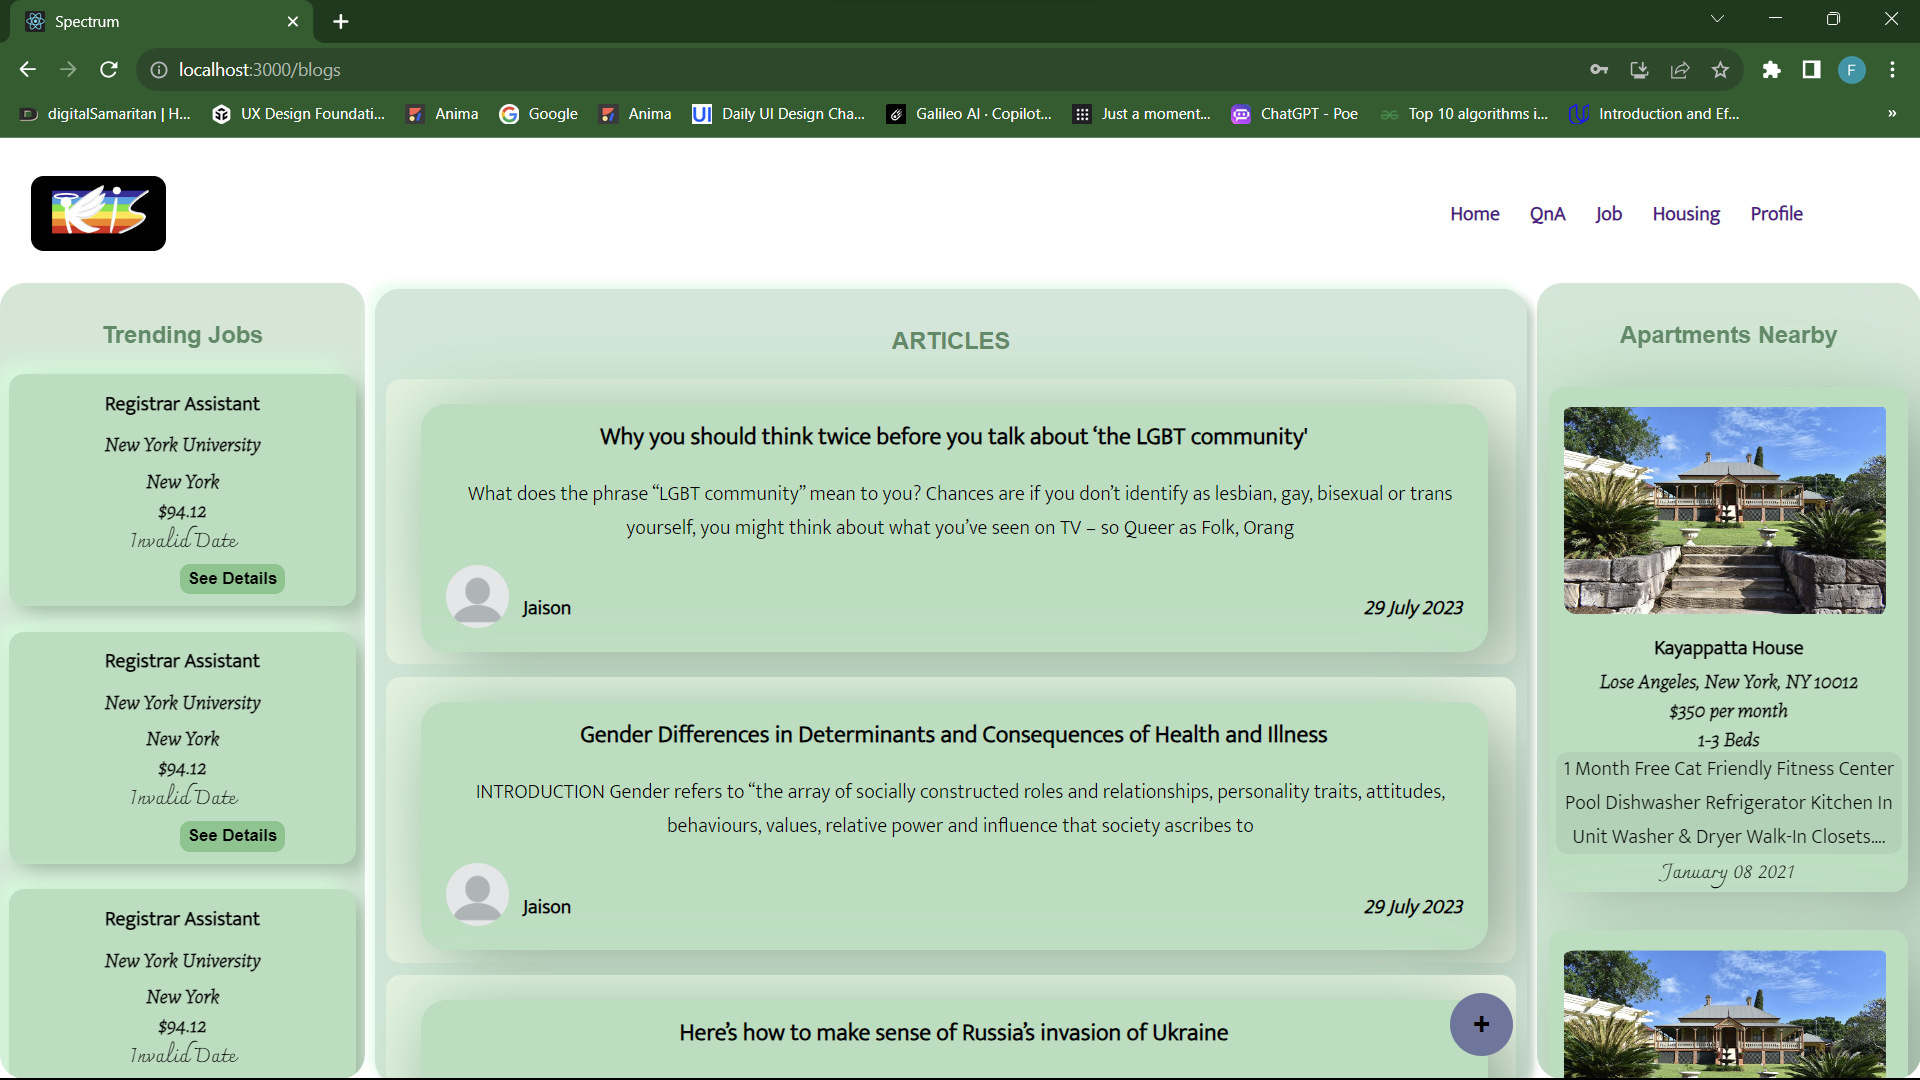 Spectrum
localhost:3000/blogs
digitalSamaritan | H...
UX Design Foundati...
Anima
Google
Anima
UI
Daily UI Design Cha...
Galileo AI · Copilot...
Just a moment...
ChatGPT - Poe
Top 10 algorithms i...
Introduction and Ef...
»
F
KIS
Home
QnA
Job
Housing
Profile
Trending Jobs
Registrar Assistant
New York University
New York
$94.12
Invalid Date
See Details
Registrar Assistant
New York University
New York
$94.12
Invalid Date
See Details
Registrar Assistant
New York University
New York
$94.12
Invalid Date
ARTICLES
Why you should think twice before you talk about ‘the LGBT community'
What does the phrase “LGBT community” mean to you? Chances are if you don’t identify as lesbian, gay, bisexual or trans
yourself, you might think about what you’ve seen on TV – so Queer as Folk, Orang
Jaison
29 July 2023
Gender Differences in Determinants and Consequences of Health and Illness
INTRODUCTION Gender refers to “the array of socially constructed roles and relationships, personality traits, attitudes,
behaviours, values, relative power and influence that society ascribes to
Jaison
29 July 2023
Here’s how to make sense of Russia’s invasion of Ukraine
+
Apartments Nearby
Kayappatta House
Lose Angeles, New York, NY 10012
$350 per month
1-3 Beds
1 Month Free Cat Friendly Fitness Center
Pool Dishwasher Refrigerator Kitchen In
Unit Washer & Dryer Walk-In Closets....
January 08 2021